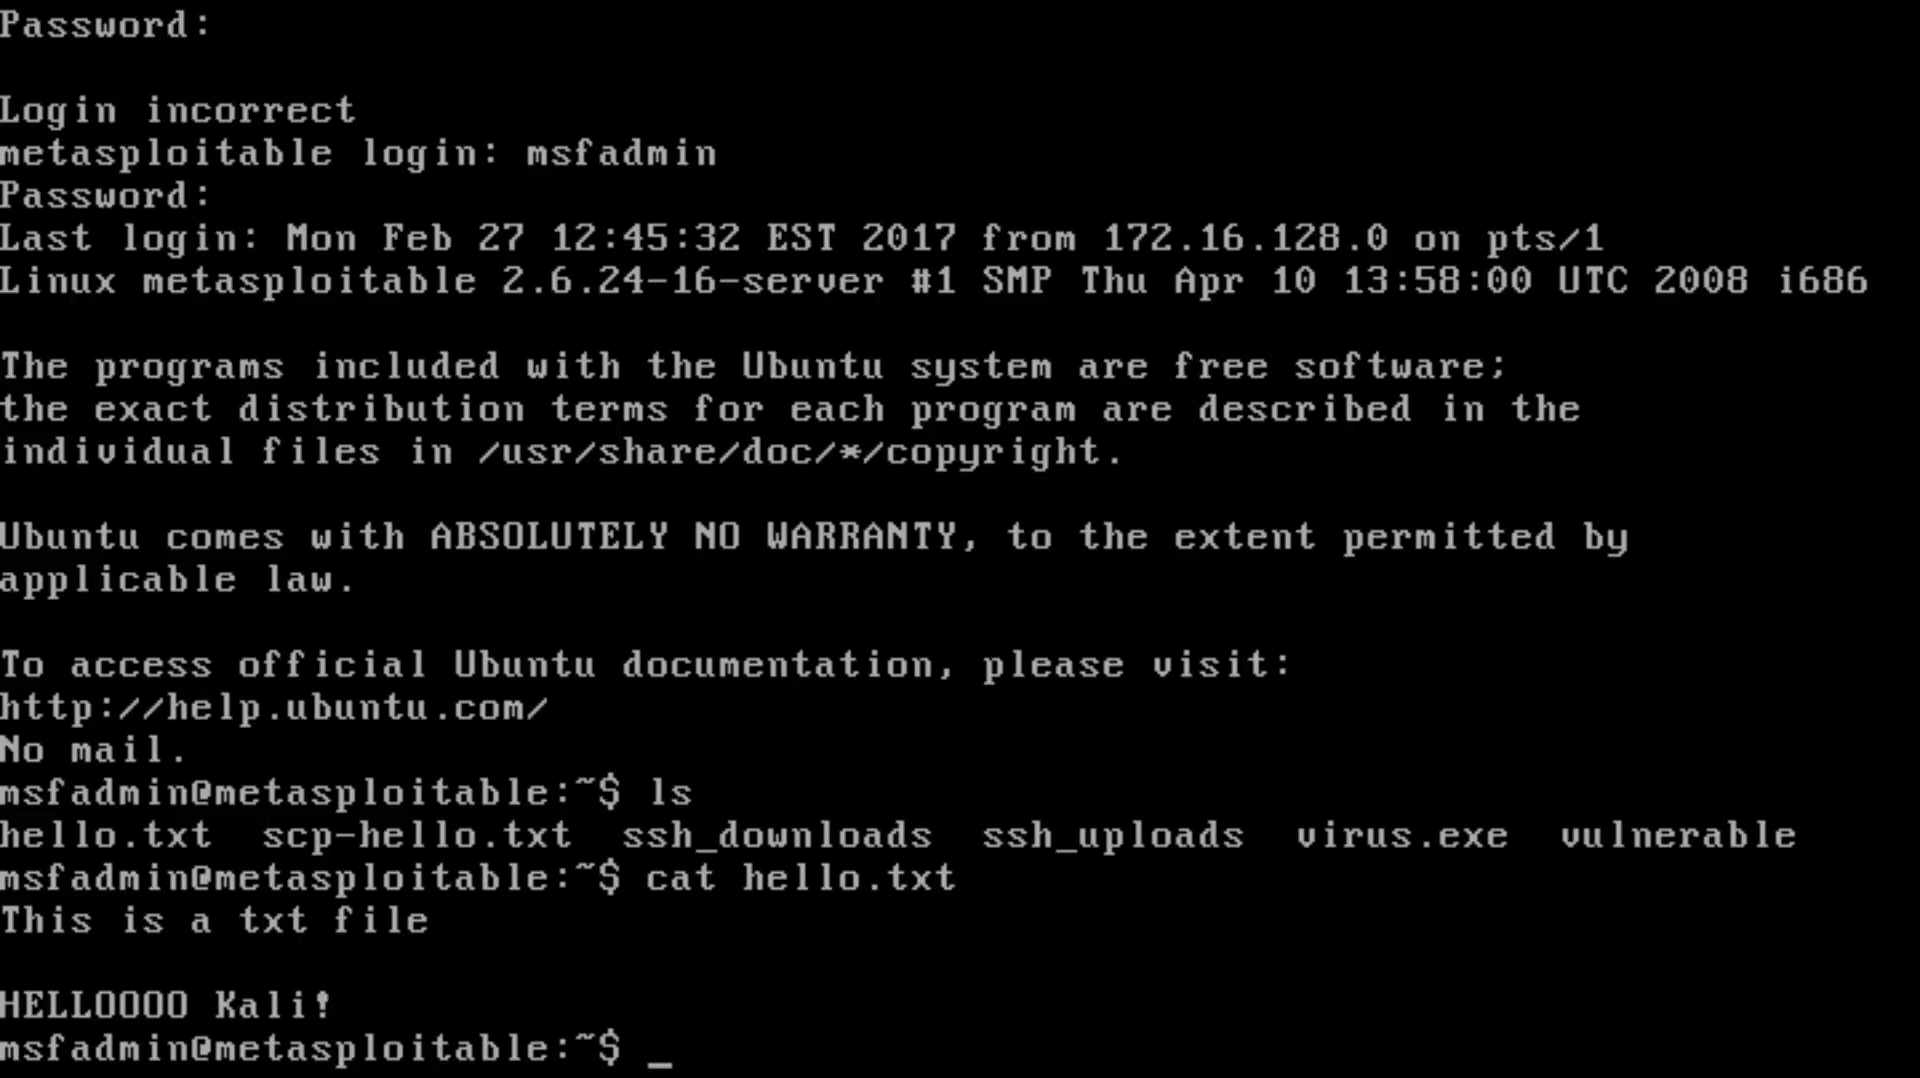 Password:
Login incorrect
metasploitable login: msfadmin
Password:
Last login: Mon Feb 27 12:45:32 EST 2017 from 172.16.128.0 on pts/1
Linux metasploitable 2.6.24-16-server #1 SMP Thu Apr 10 13:58:00 UTC 2008 i686
The programs included with the Ubuntu system are free software;
the exact distribution terms for each program are described in the
individual files in /usr/share/doc/*/copyright.
Ubuntu comes with ABSOLUTELY NO WARRANTY, to the extent permitted by
applicable law.
To access official Ubuntu documentation, please visit:
http://help.ubuntu.com/
No mail.
msfadmin@metasploitable:~$ ls
hello.txt  scp-hello.txt  ssh_downloads  ssh_uploads  virus.exe  vulnerable
msfadmin@metasploitable:~$ cat hello.txt
This is a txt file
HELLOOOO Kali!
msfadmin@metasploitable:~$ _